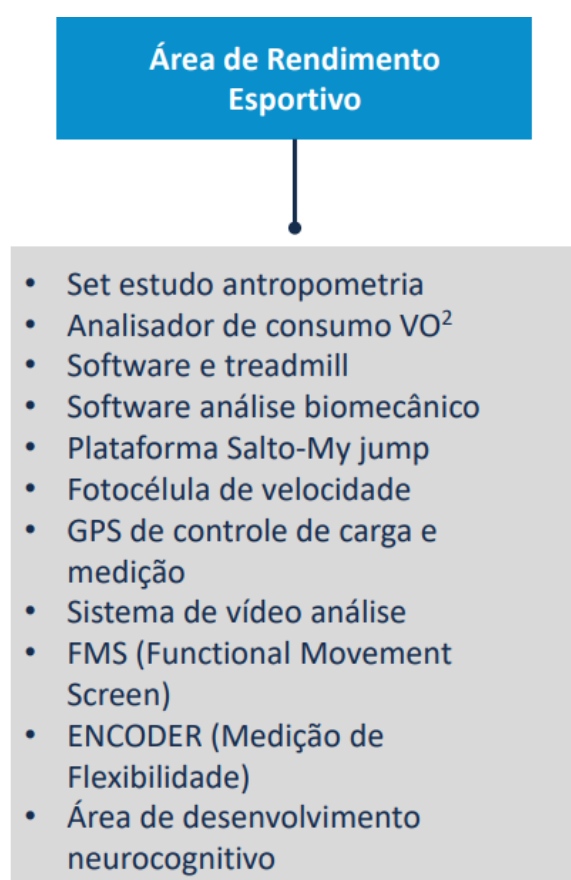 Área de Rendimento
Esportivo
• Set estudo antropometria
• Analisador de consumo VO²
• Software e treadmill
• Software análise biomecânico
• Plataforma Salto-My jump
• Fotocélula de velocidade
• GPS de controle de carga e
medição
• Sistema de vídeo análise
• FMS (Functional Movement
Screen)
• ENCODER (Medição de
Flexibilidade)
• Área de desenvolvimento
neurocognitivo